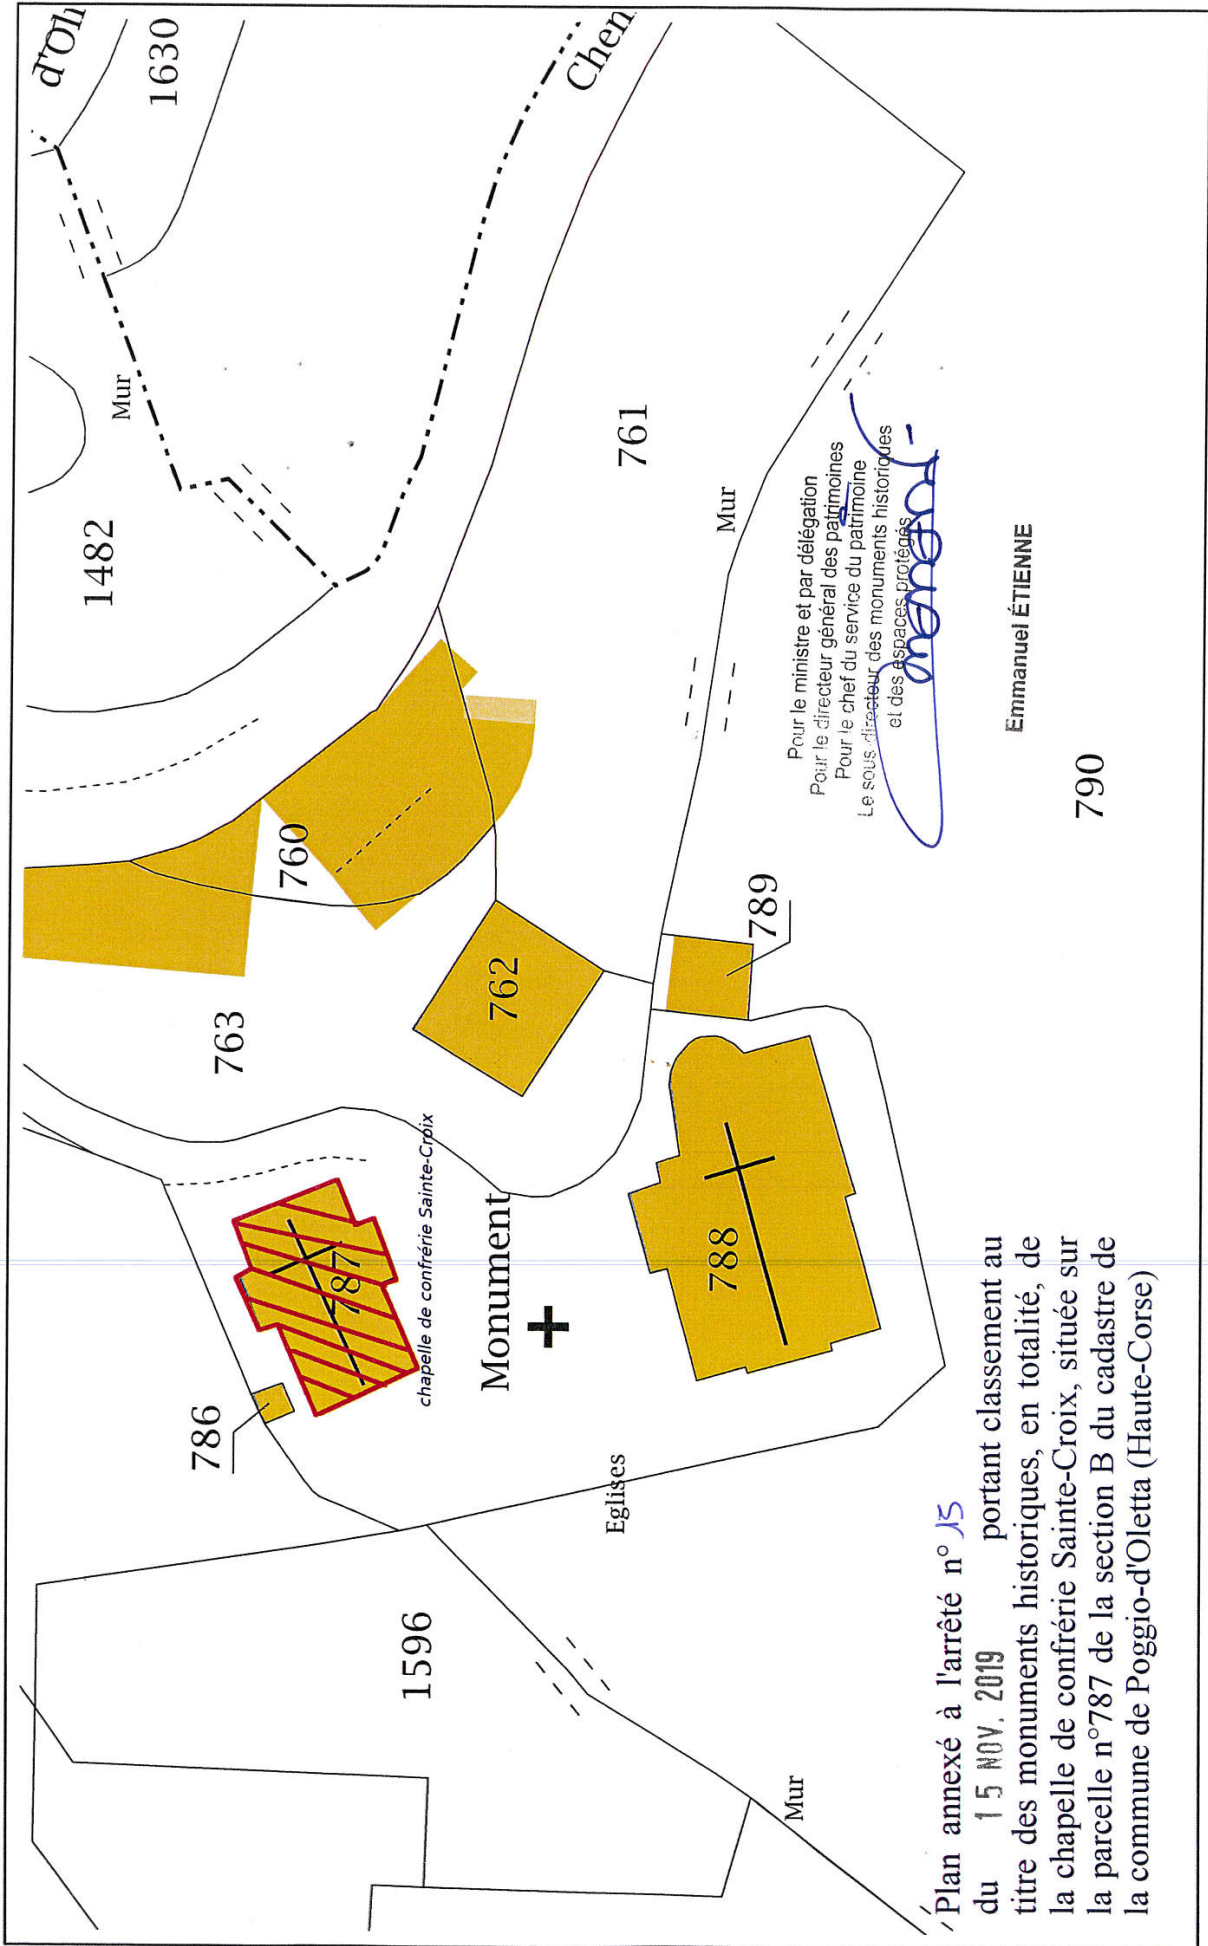 d'Oli
1630
Chem
Mur
1482
761
Mur
760
762
763
789
790
chapelle de confrérie Sainte-Croix
787
Monument
788
786
Eglises
1596
Mur
Pour le ministre et par délégation
Pour le directeur général des patrimoines
Pour le chef du service du patrimoine
Le sous-directeur des monuments historiques
et des espaces protégés
Emmanuel ÉTIENNE
Plan annexé à l'arrêté n° 15
du 15 NOV. 2019 portant classement au
titre des monuments historiques, en totalité, de
la chapelle de confrérie Sainte-Croix, située sur
la parcelle n°787 de la section B du cadastre de
la commune de Poggio-d'Oletta (Haute-Corse)